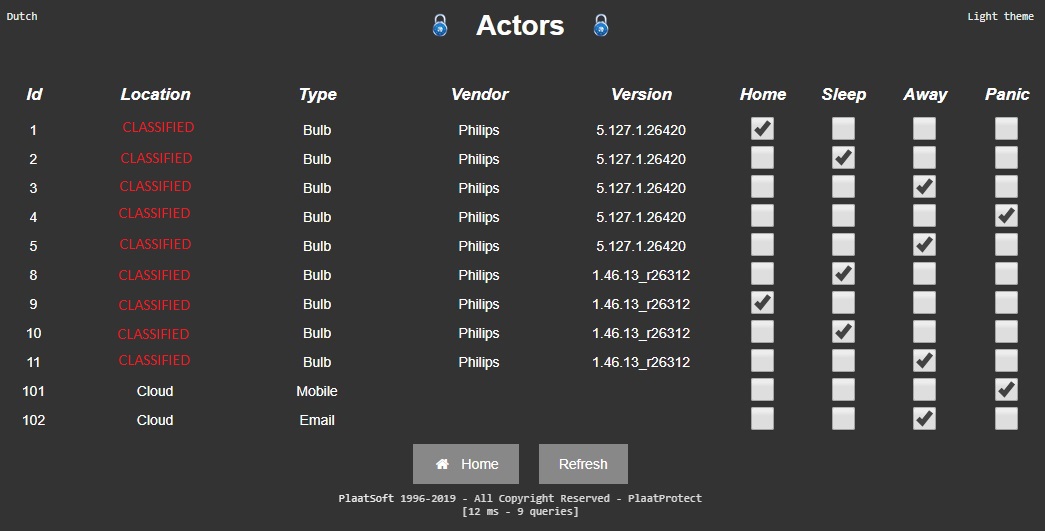 Dutch
Actors
Light theme
Id Location Type Vendor Version Home Sleep Away Panic
1 CLASSIFIED Bulb Philips 5.127.1.26420
2 CLASSIFIED Bulb Philips 5.127.1.26420
3 CLASSIFIED Bulb Philips 5.127.1.26420
4 CLASSIFIED Bulb Philips 5.127.1.26420
5 CLASSIFIED Bulb Philips 5.127.1.26420
8 CLASSIFIED Bulb Philips 1.46.13_r26312
9 CLASSIFIED Bulb Philips 1.46.13_r26312
10 CLASSIFIED Bulb Philips 1.46.13_r26312
11 CLASSIFIED Bulb Philips 1.46.13_r26312
101 Cloud Mobile
102 Cloud Email
Home Refresh
PlaatSoft 1996-2019 - All Copyright Reserved - PlaatProtect
[12 ms - 9 queries]